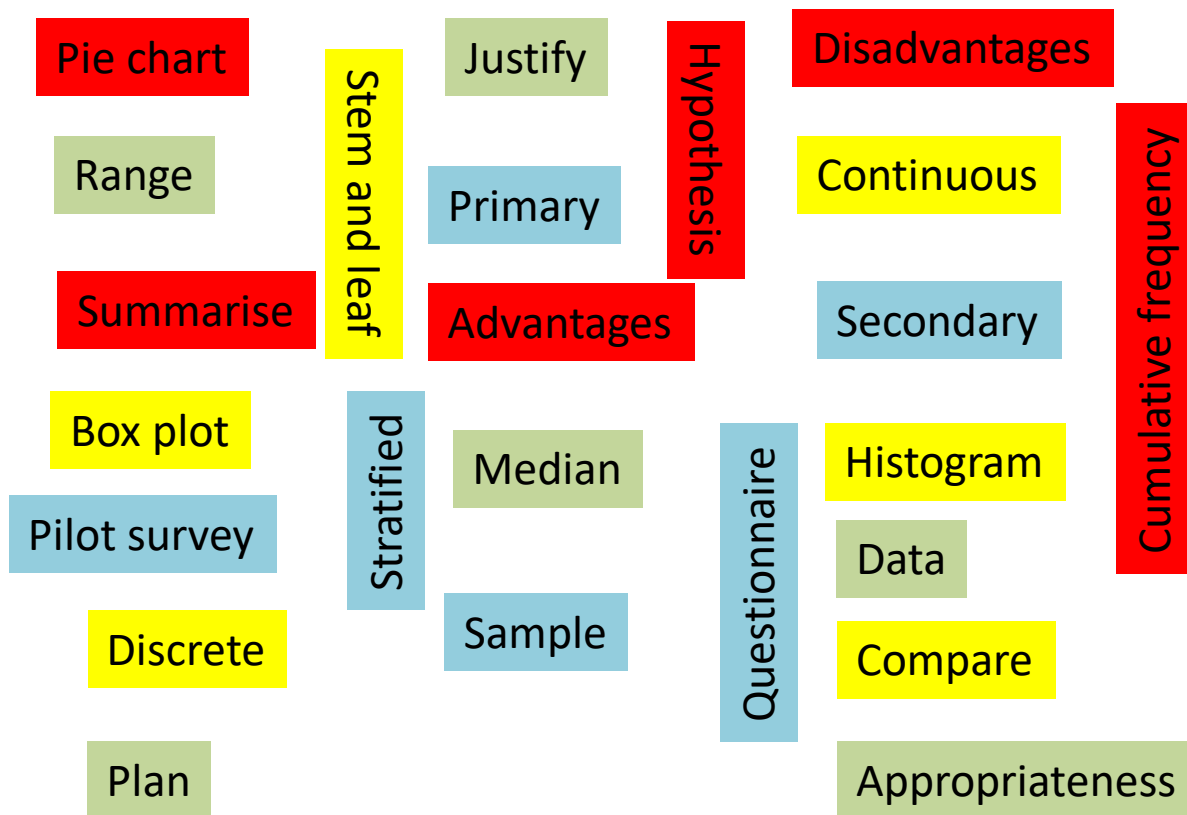 Pie chart
Justify
Hypothesis
Disadvantages
Stem and leaf
Cumulative frequency
Range
Primary
Continuous
Summarise
Advantages
Secondary
Box plot
Stratified
Median
Questionnaire
Histogram
Pilot survey
Data
Discrete
Sample
Compare
Plan
Appropriateness